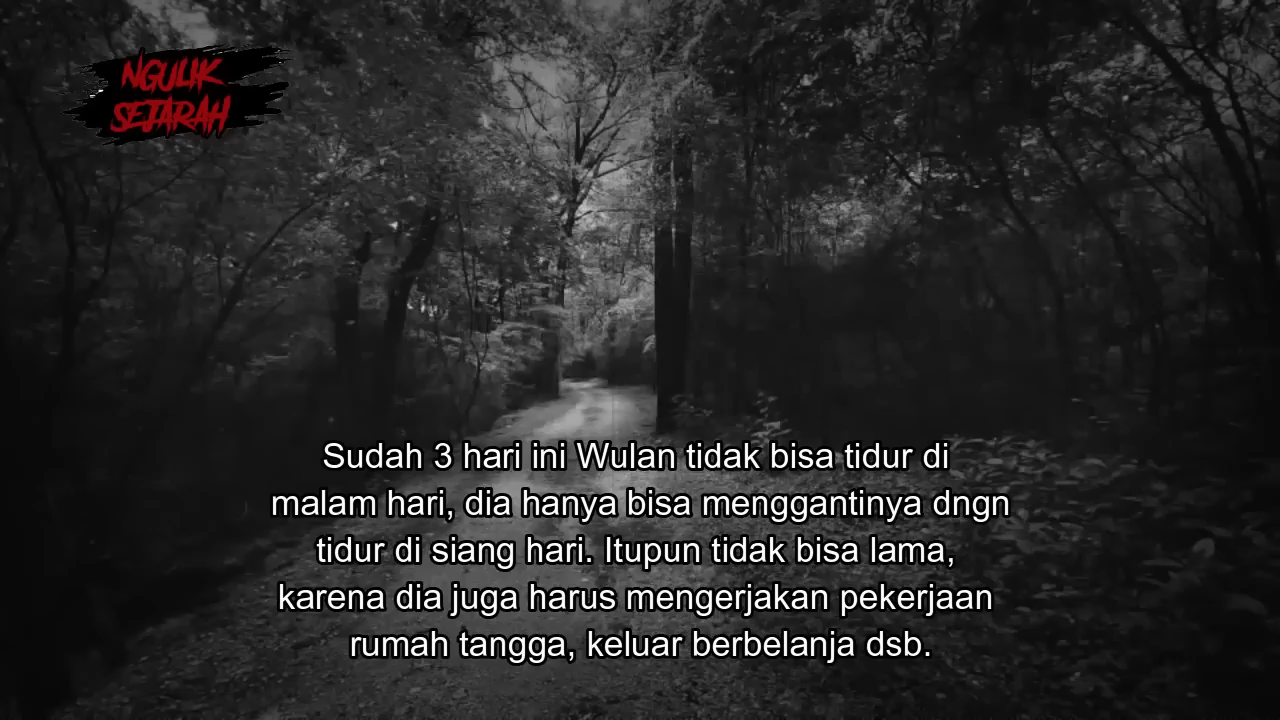 NGULIK
SEJARAH
Sudah 3 hari ini Wulan tidak bisa tidur di
malam hari, dia hanya bisa menggantinya dngn
tidur di siang hari. Itupun tidak bisa lama,
karena dia juga harus mengerjakan pekerjaan
rumah tangga, keluar berbelanja dsb.